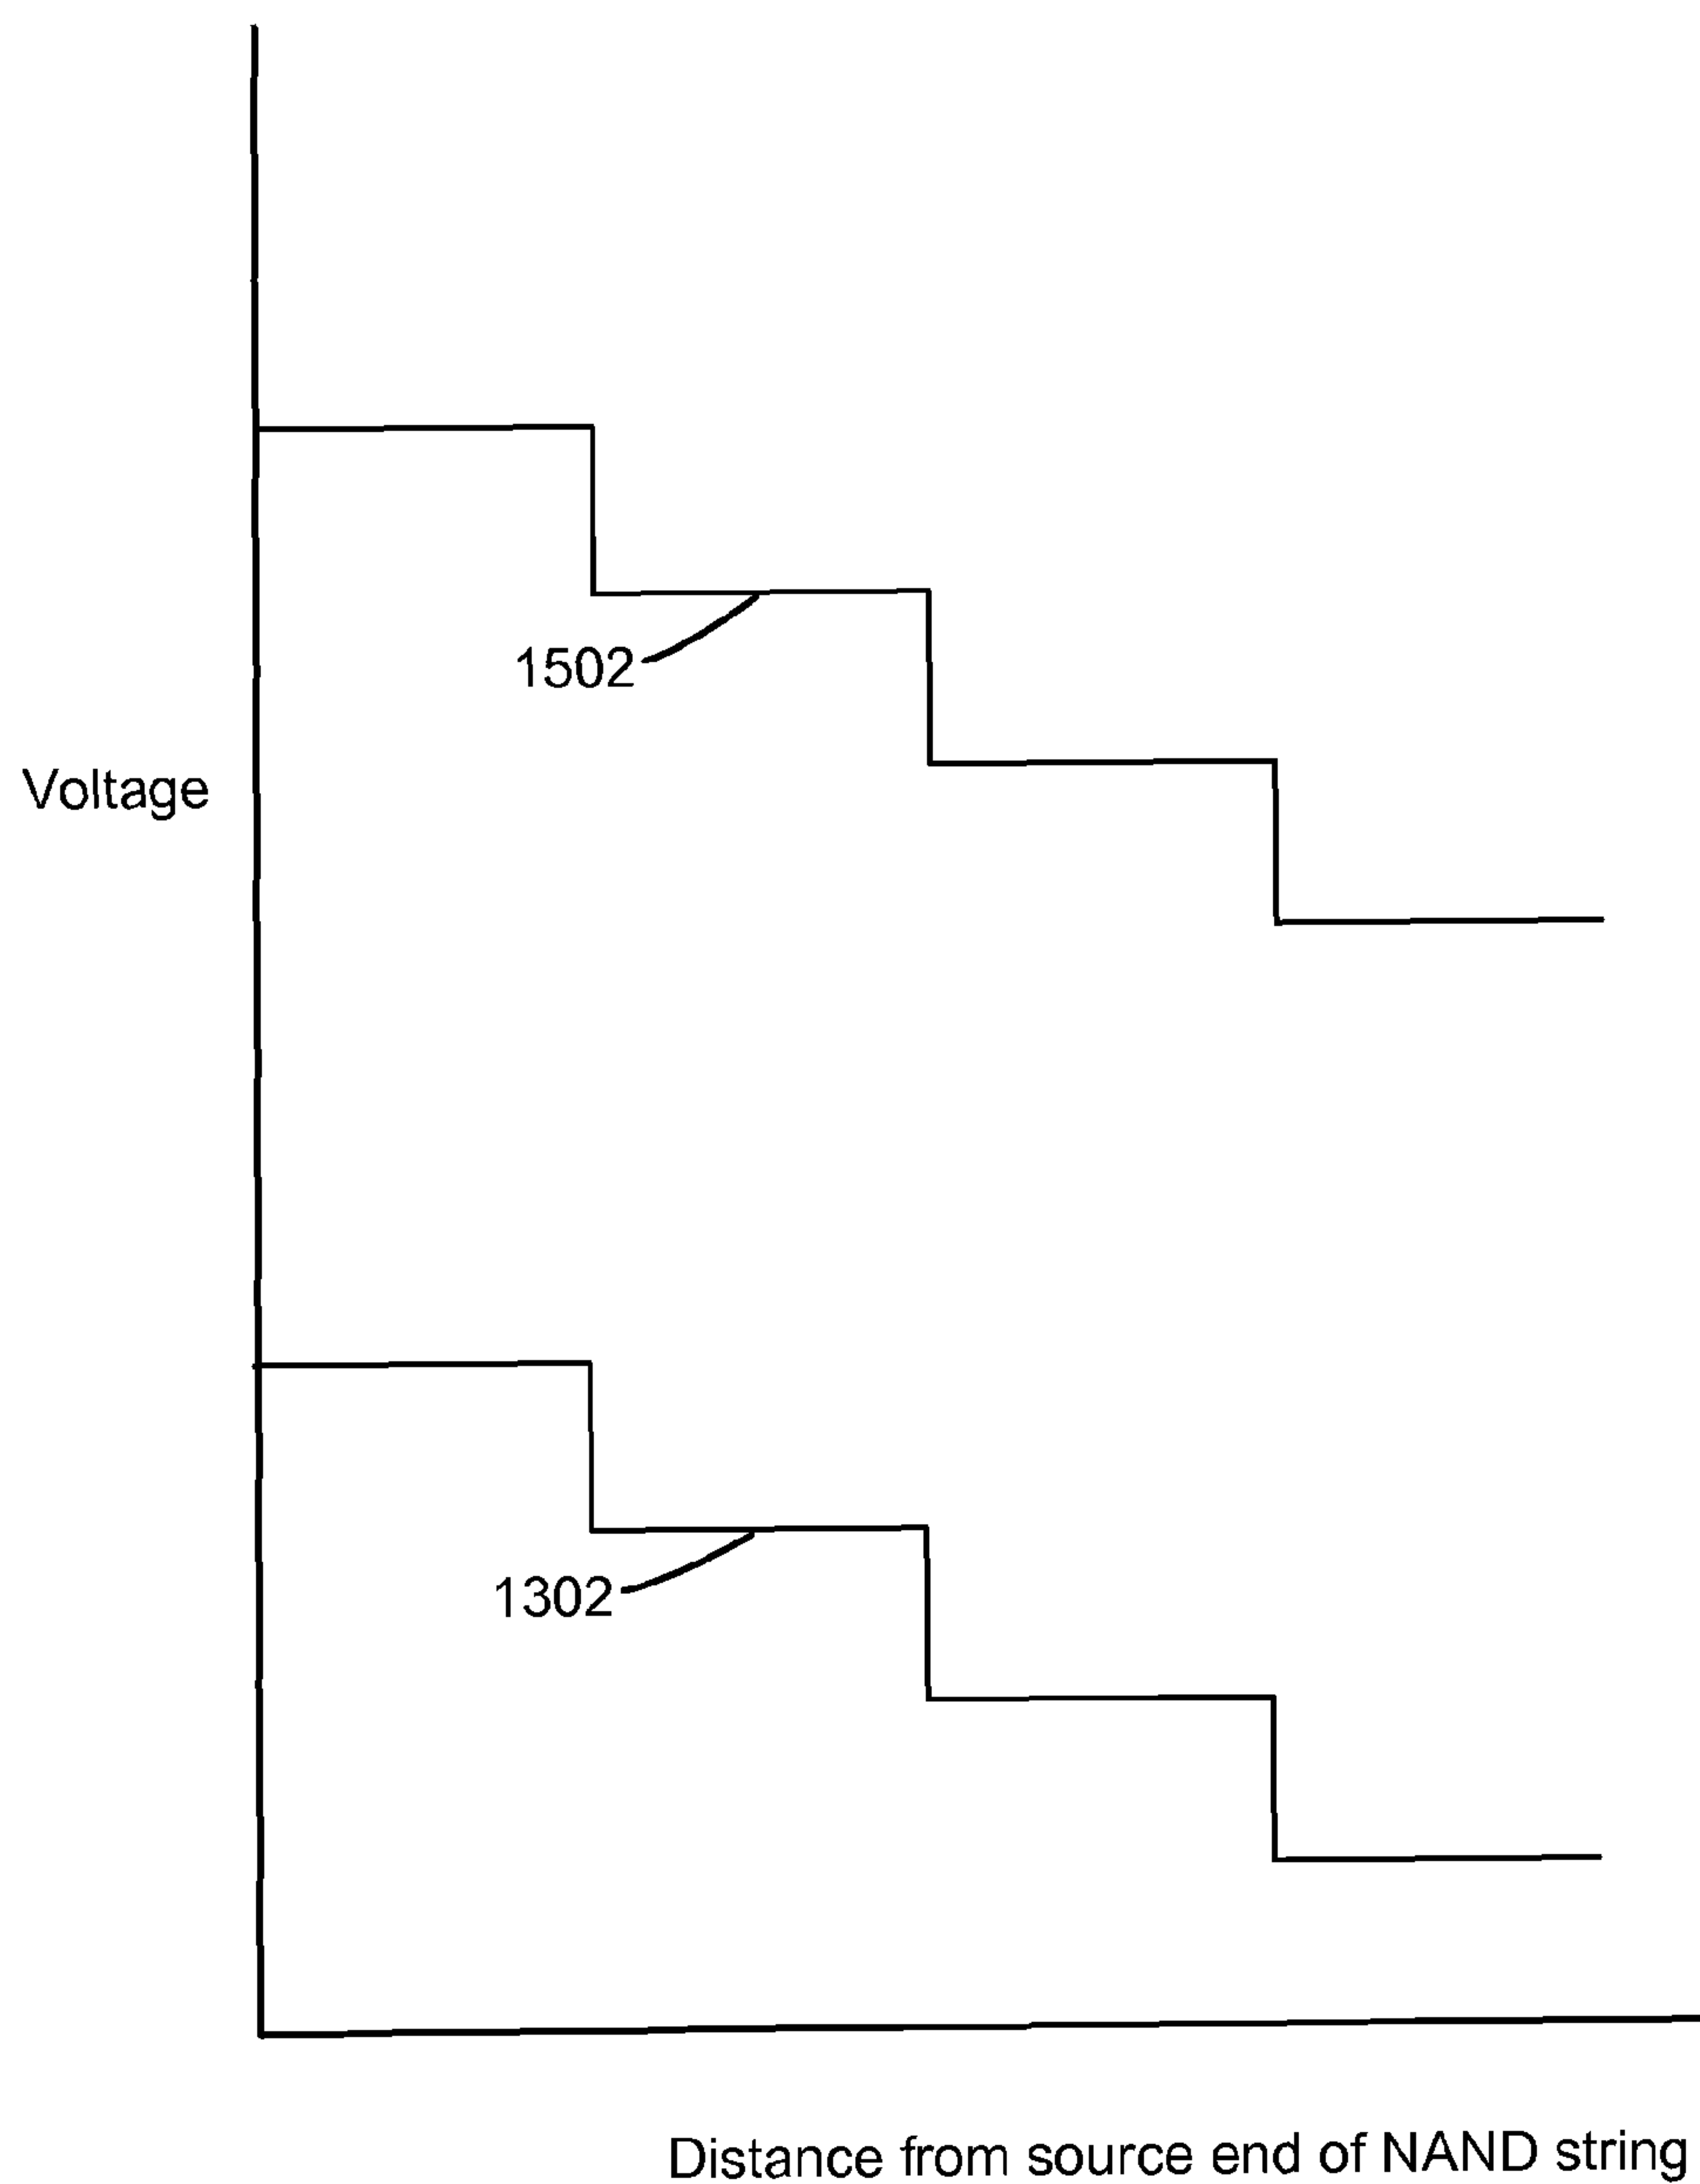 1502
Voltage
1302
Distance from source end of NAND string